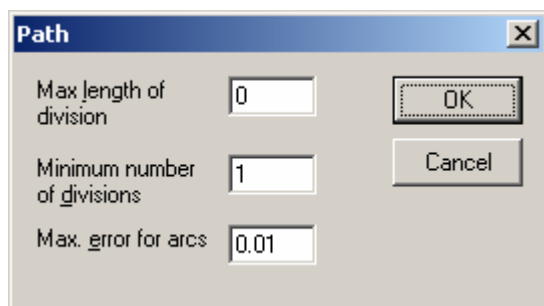 Path
Max length of
division
0
OK
Minimum number
of divisions
1
Cancel
Max. error for arcs
0.01